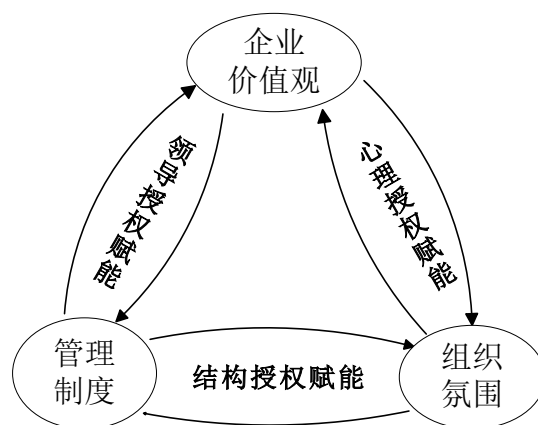 企业
价值观
领导授权赋能
心理授权赋能
管理
制度
结构授权赋能
组织
氛围